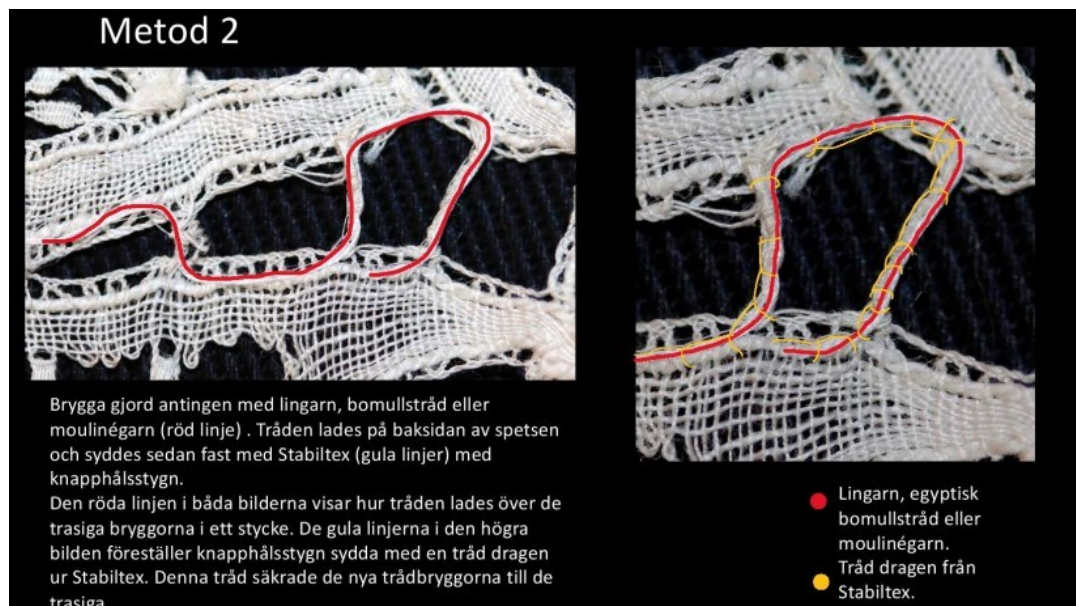 Metod 2
Brygga gjord antingen med lingarn, bomullstråd eller
moulinégarn (röd linje) . Tråden lades på baksidan av spetsen
och syddes sedan fast med Stabiltex (gula linjer) med
knapphålsstygn.
Den röda linjen i båda bilderna visar hur tråden lades över de
trasiga bryggorna i ett stycke. De gula linjerna i den högra
bilden föreställer knapphålsstygn sydda med en tråd dragen
ur Stabiltex. Denna tråd säkrade de nya trådbryggorna till de
trasiga
Lingarn, egyptisk
bomullstråd eller
moulinégarn.
Tråd dragen från
Stabiltex.